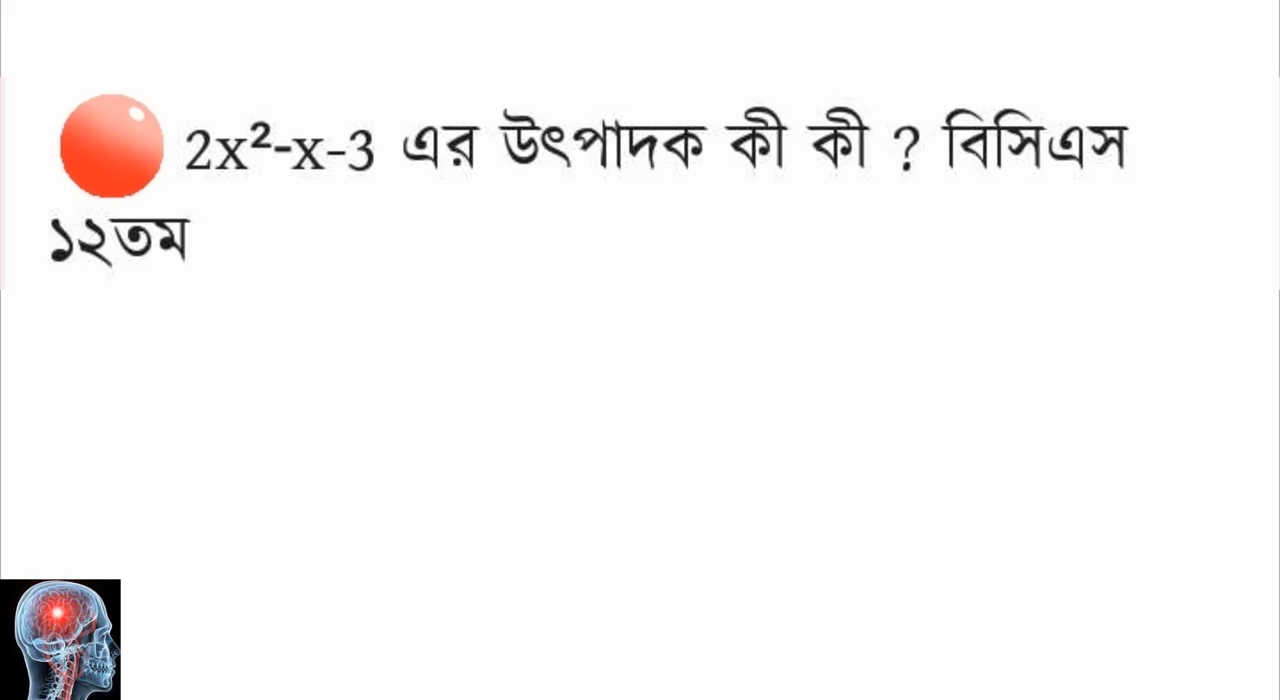 2x²-x-3 এর উৎপাদক কী কী ? বিসিএস
১২তম